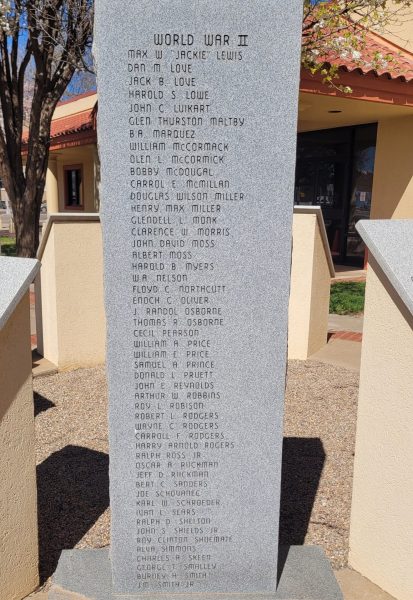 WORLD WAR II
MAX W. "JACKIE" LEWIS
DAN M. LOVE
JACK B. LOVE
HAROLD S. LOWE
JOHN C. LUIKART
GLEN THURSTON MALTBY
B.A. MARQUEZ
WILLIAM McCORMACK
OLEN L. McCORMICK
BOBBY McDOUGAL
CARROL E. McMILLAN
DOUGLAS WILSON MILLER
HENRY MAX MILLER
GLENDELL L. MONK
CLARENCE W. MORRIS
JOHN DAVID MOSS
ALBERT MOSS
HAROLD B. MYERS
W.A. NELSON
FLOYD C. NORTHCUTT
ENOCH G. OLIVER
J. RANDOL OSBORNE
THOMAS R. OSBORNE
CECIL PEARSON
WILLIAM A. PRICE
WILLIAM E. PRICE
SAMUEL A. PRINCE
DONALD L. PRUETT
JOHN E. REYNOLDS
ARTHUR W. ROBBINS
ROY L. ROBISON
ROBERT L. RODGERS
WAYNE C. RODGERS
CARROLL F. RODGERS
HARRY ARNOLD ROGERS
RALPH ROSS JR.
OSCAR A. RUCKMAN
JEFF D. RUCKMAN
BERT C. SANDERS
JOE SCHOVANEC
KARL W. SCHROEDER
IVAN L. SEARS
RALPH D. SHELTON
JOHN S. SHIELDS JR.
ROY CLINTON SHUEMATE
ALVA SIMMONS
CHARLES A. SKEEN
GEORGE T. SMALLEY
BURNEY A. SMITH
J.M. SMITH JR.